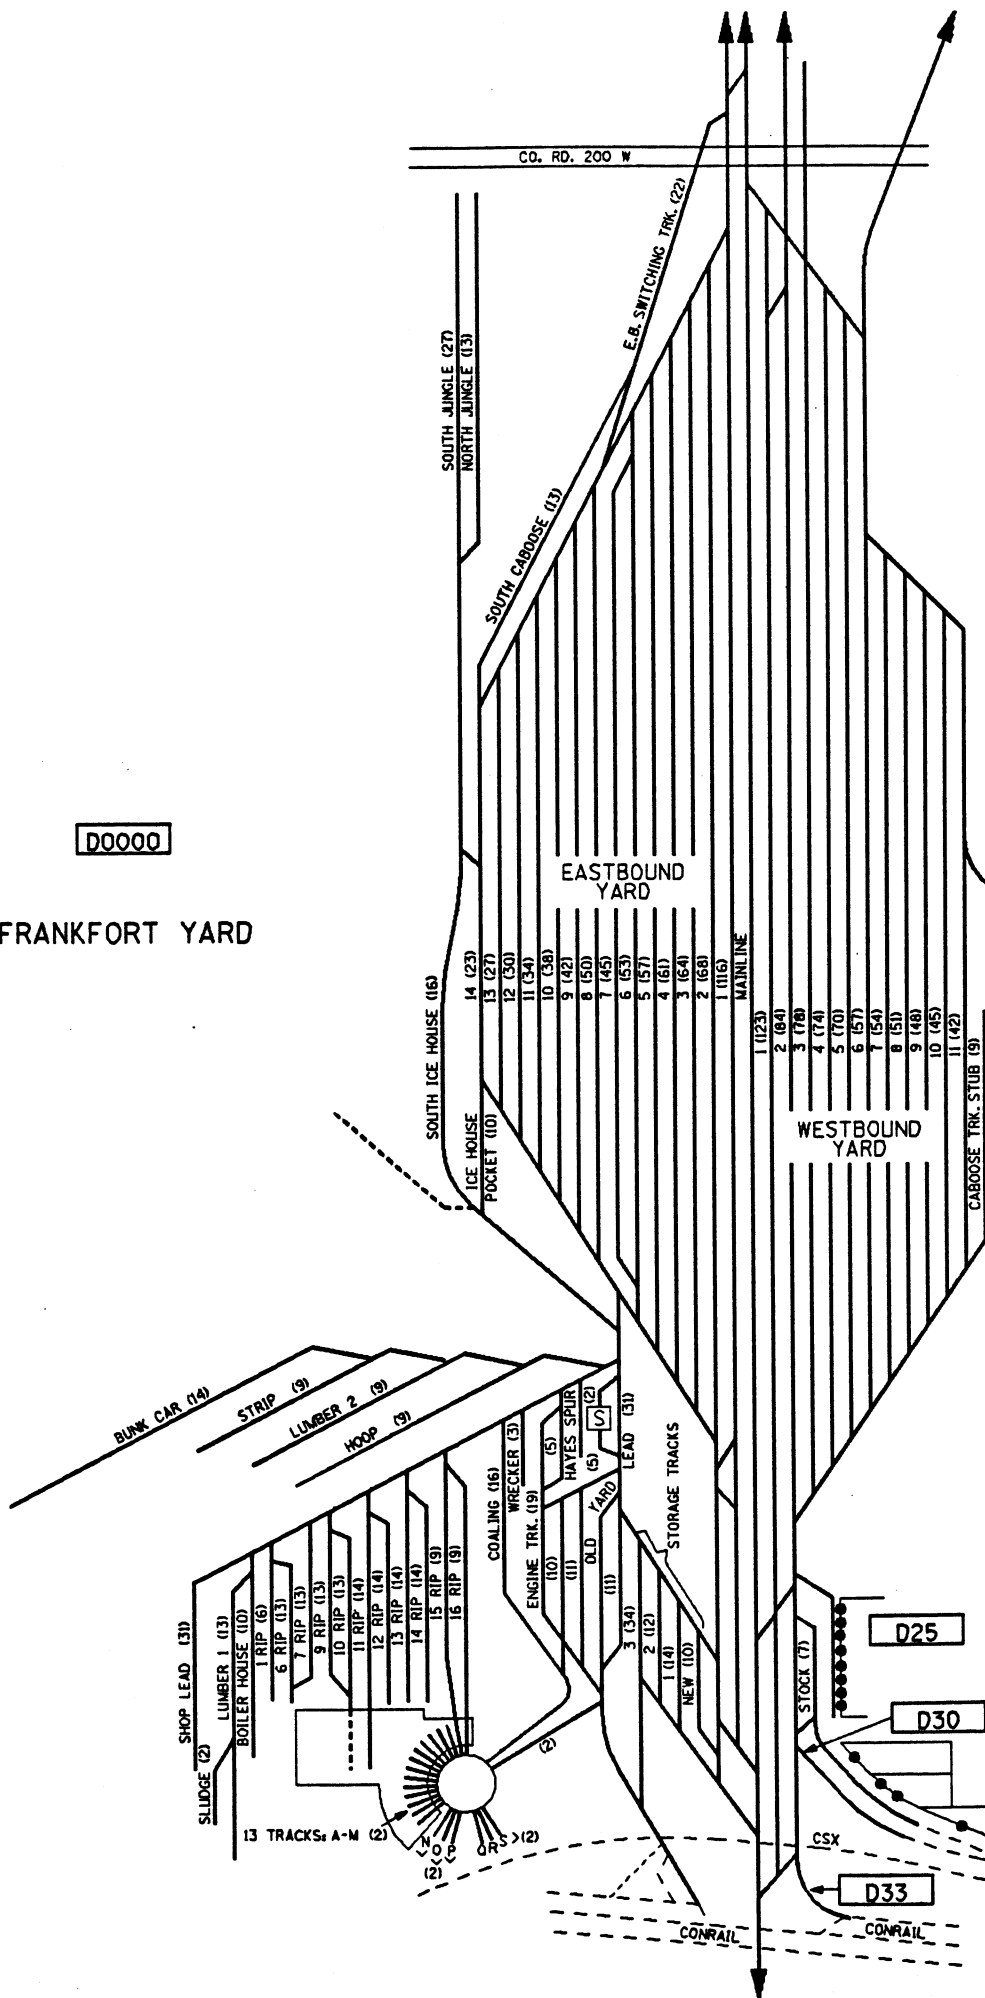 CO. RD. 200 W
E.B. SWITCHING TRK. (22)
SOUTH JUNGLE (27)
NORTH JUNGLE (13)
SOUTH CABOOSE (13)
D0000
FRANKFORT YARD
EASTBOUND
YARD
14 (23)
13 (27)
12 (30)
11 (34)
10 (38)
9 (42)
8 (50)
7 (45)
6 (53)
5 (57)
4 (61)
3 (64)
2 (68)
1 (116)
MAINLINE
1 (123)
2 (84)
3 (78)
4 (74)
5 (70)
6 (57)
7 (54)
8 (51)
9 (48)
10 (45)
11 (42)
CABOOSE TRK. STUB (9)
WESTBOUND
YARD
SOUTH ICE HOUSE (16)
ICE HOUSE
POCKET (10)
BUNK CAR (14)
STRIP (9)
LUMBER 2 (9)
HOOP (9)
COALING (16)
WRECKER (3)
ENGINE TRK. (19)
(5)
HAYES SPUR
(2)
S
(5)
LEAD (31)
STORAGE TRACKS
OLD YARD
(10)
(11)
(11)
3 (34)
2 (12)
1 (14)
NEW (10)
SHOP LEAD (31)
SLUDGE (2)
LUMBER 1 (13)
BOILER HOUSE (10)
1 RIP (6)
6 RIP (13)
7 RIP (13)
9 RIP (13)
10 RIP (13)
11 RIP (14)
12 RIP (14)
13 RIP (14)
14 RIP (14)
15 RIP (9)
16 RIP (9)
STOCK (7)
D25
D30
D33
(2)
13 TRACKS: A-M (2)
N
O
P
(2)
Q
R
S
(2)
CSX
CONRAIL
CONRAIL